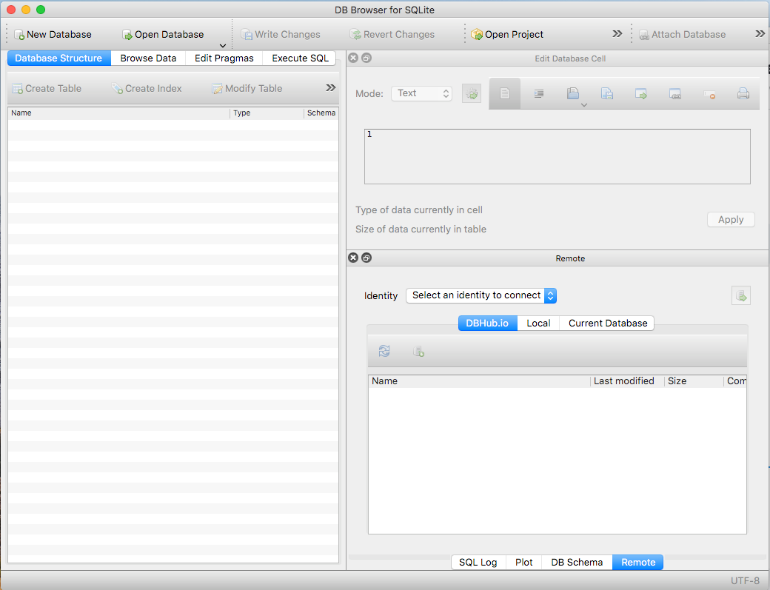 DB Browser for SQLite
New Database Open Database Write Changes Revert Changes Open Project » Attach Database »
Database Structure Browse Data Edit Pragmas Execute SQL
Create Table Create Index Modify Table »
Name Type Schema
Edit Database Cell
Mode: Text
1
Type of data currently in cell
Size of data currently in table
Apply
Remote
Identity Select an identity to connect
DBHub.io Local Current Database
Name Last modified Size Com
SQL Log Plot DB Schema Remote
UTF-8